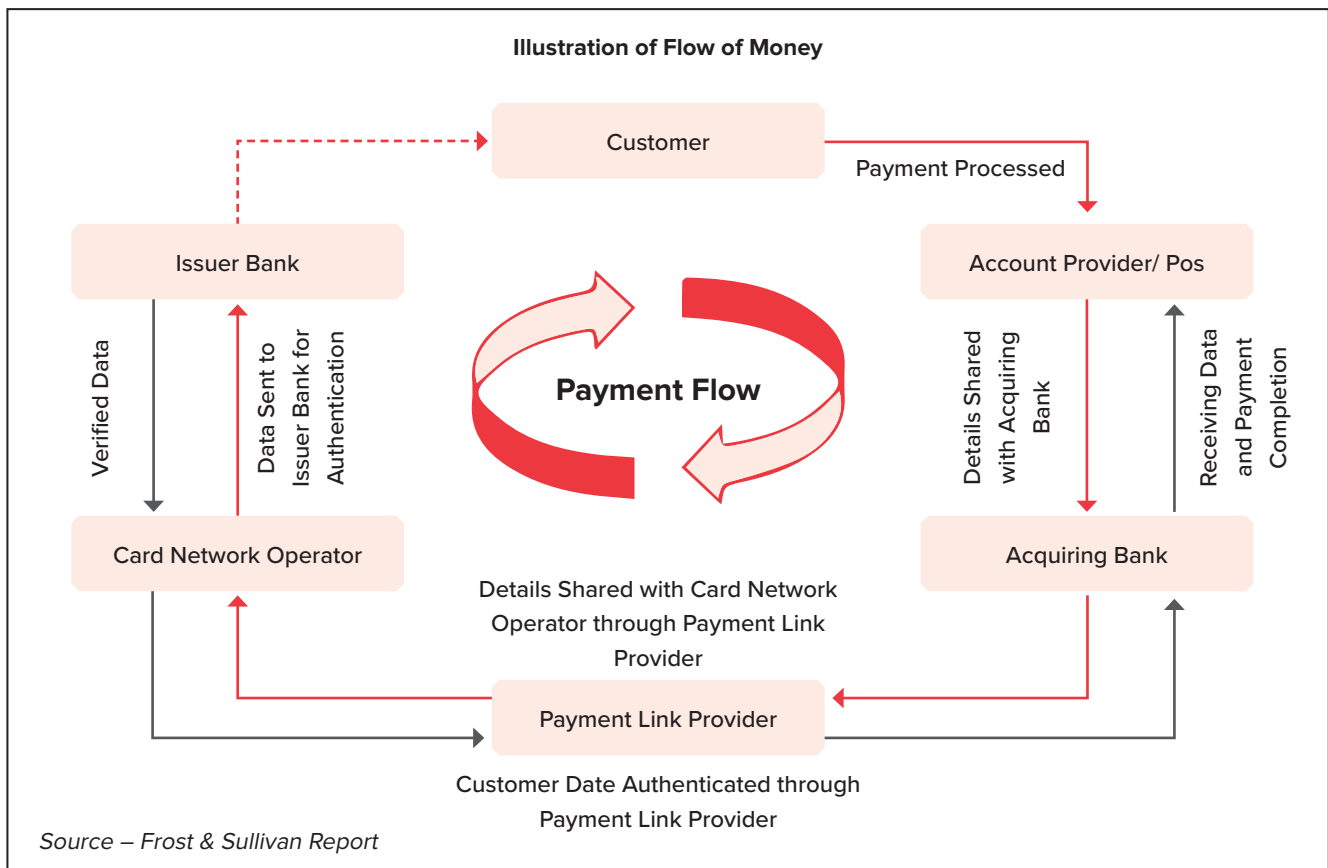 Illustration of Flow of Money
Customer
Payment Processed
Issuer Bank
Account Provider/ Pos
Verified Data
Data Sent to
Issuer Bank for
Authentication
Payment Flow
Details Shared
with Acquiring
Bank
Receiving Data
and Payment
Completion
Card Network Operator
Acquiring Bank
Details Shared with Card Network
Operator through Payment Link
Provider
Payment Link Provider
Customer Date Authenticated through
Payment Link Provider
Source – Frost & Sullivan Report